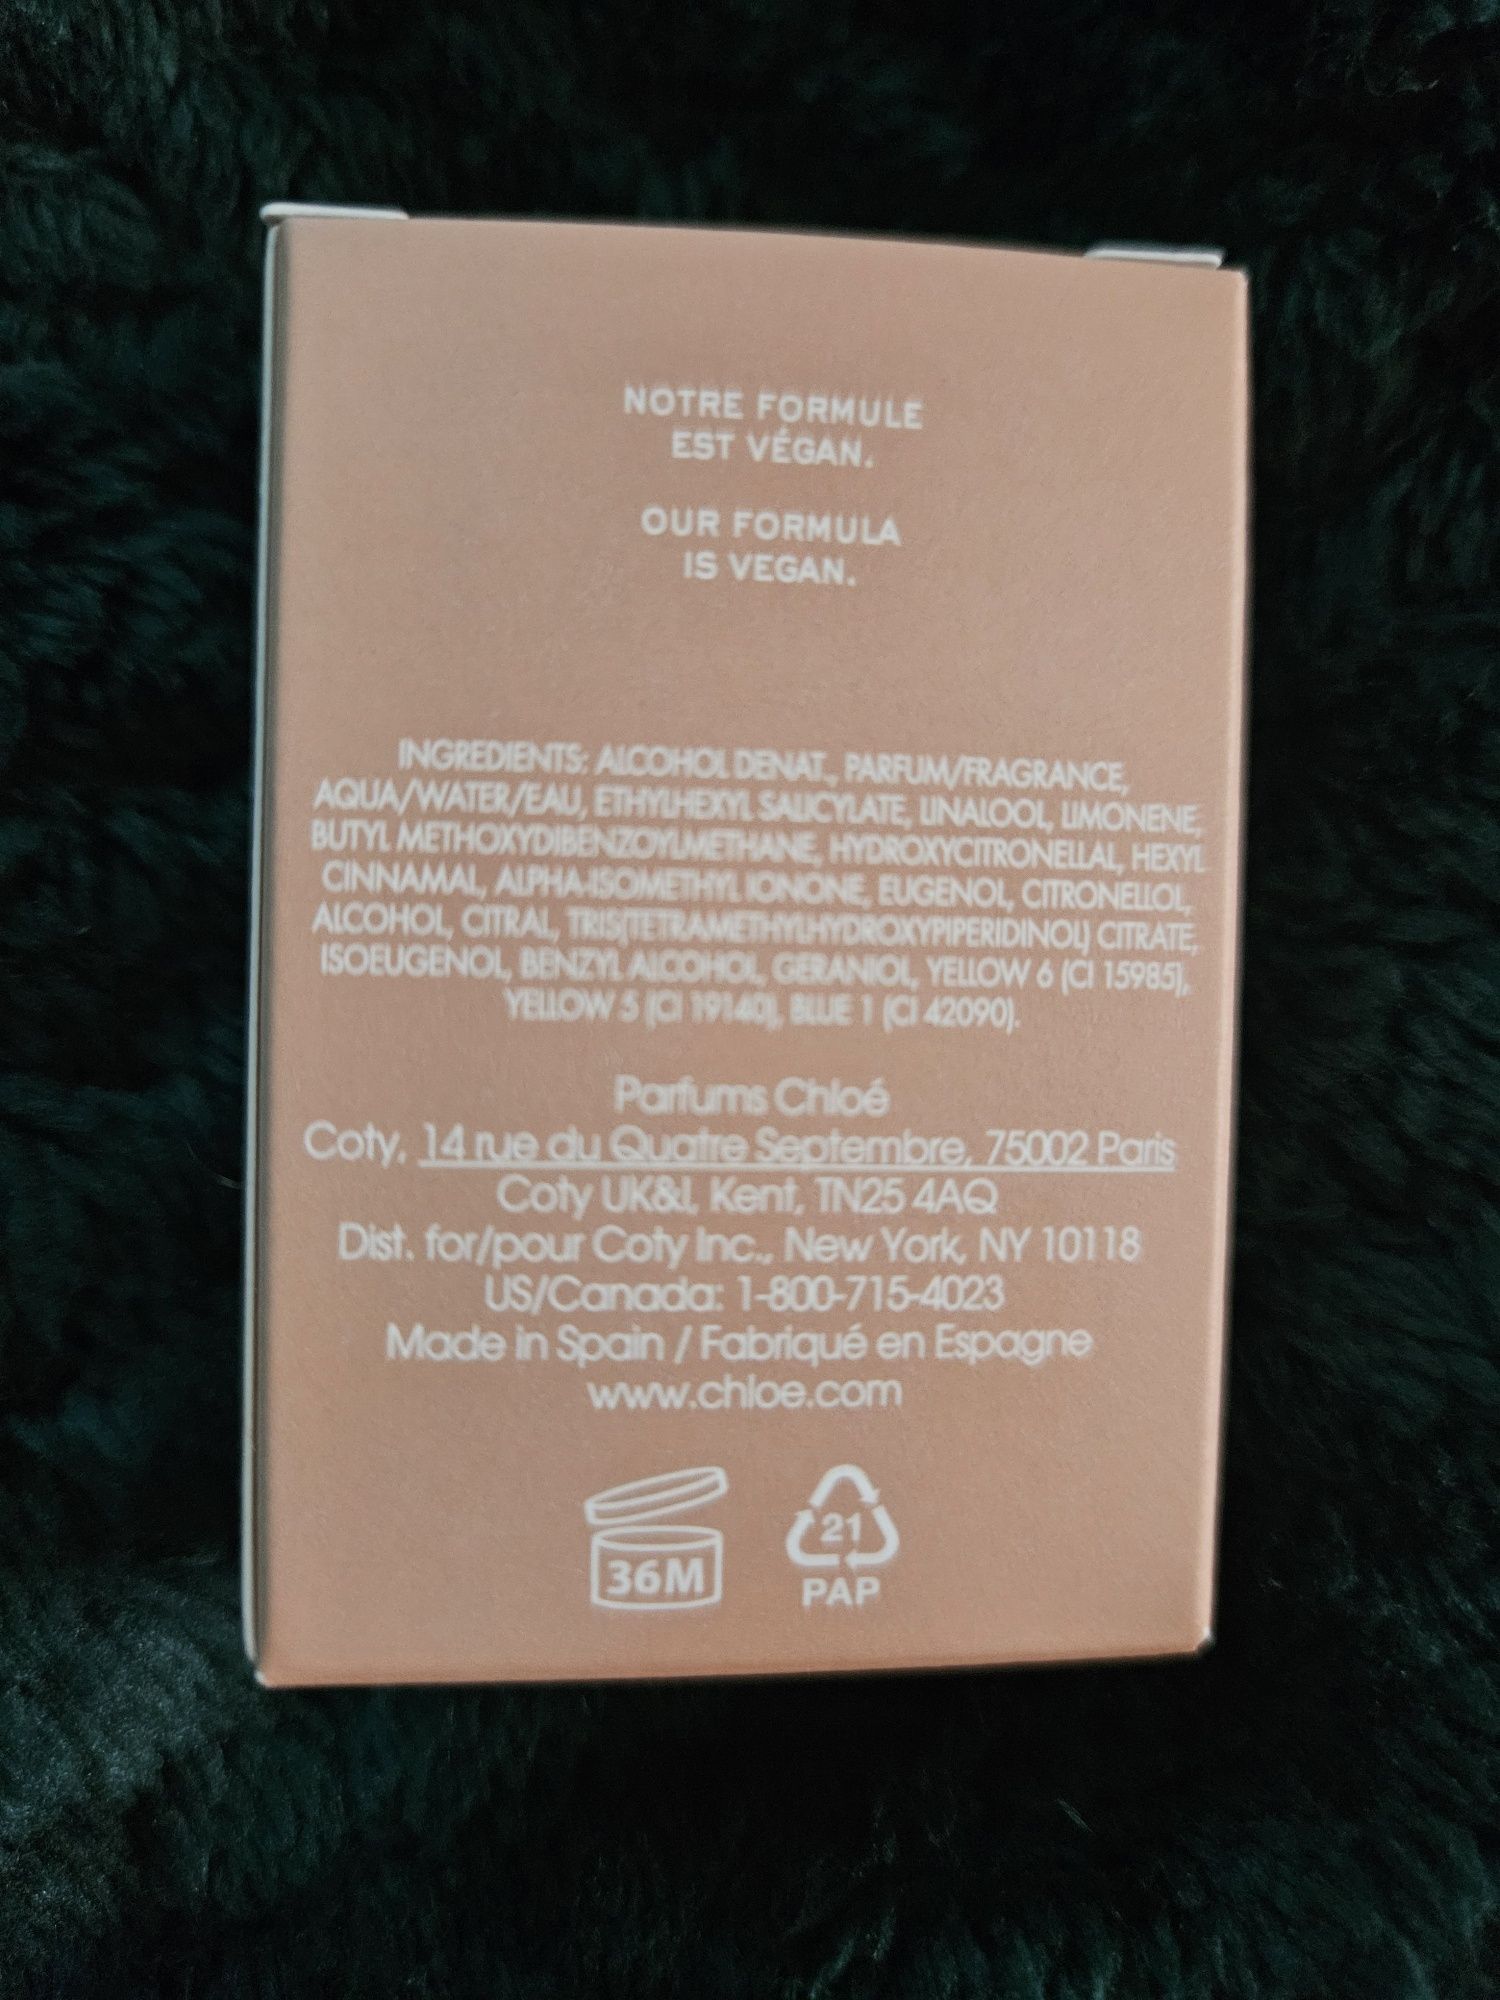 NOTRE FORMULE
EST VÉGAN.
OUR FORMULA
IS VEGAN.
INGREDIENTS: ALCOHOL DENAT., PARFUM/FRAGRANCE,
AQUA/WATER/EAU, ETHYLHEXYL SALICYLATE, LINALOOL, LIMONENE,
BUTYL METHOXYDIBENZOYLMETHANE, HYDROXYCITRONELLAL, HEXYL
CINNAMAL, ALPHA-ISOMETHYL IONONE, EUGENOL, CITRONELLOL,
ALCOHOL, CITRAL, TRIS(TETRAMETHYLHYDROXYPIPERIDINOL) CITRATE,
ISOEUGENOL, BENZYL ALCOHOL, GERANIOL, YELLOW 6 (CI 15985),
YELLOW 5 (CI 19140), BLUE 1 (CI 42090).
Parfums Chloé
Coty, 14 rue du Quatre Septembre, 75002 Paris
Coty UK&I, Kent, TN25 4AQ
Dist. for/pour Coty Inc., New York, NY 10118
US/Canada: 1-800-715-4023
Made in Spain / Fabriqué en Espagne
www.chloe.com
36M
21
PAP